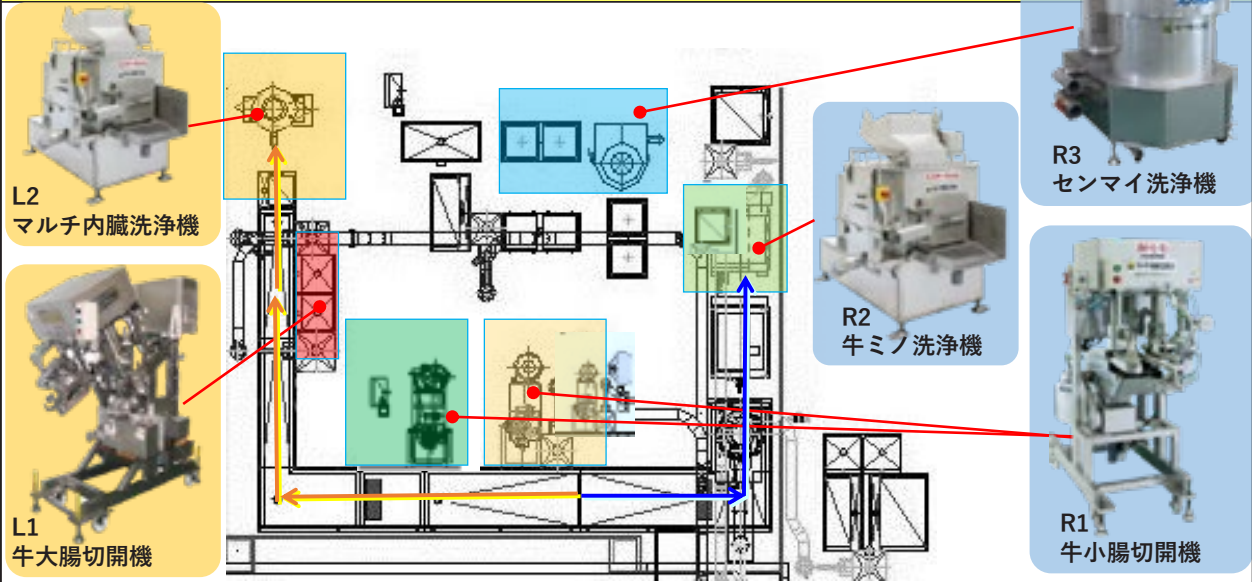 L2
マルチ内臓洗浄機
R3
センマイ洗浄機
R2
牛ミノ洗浄機
L1
牛大腸切開機
R1
牛小腸切開機